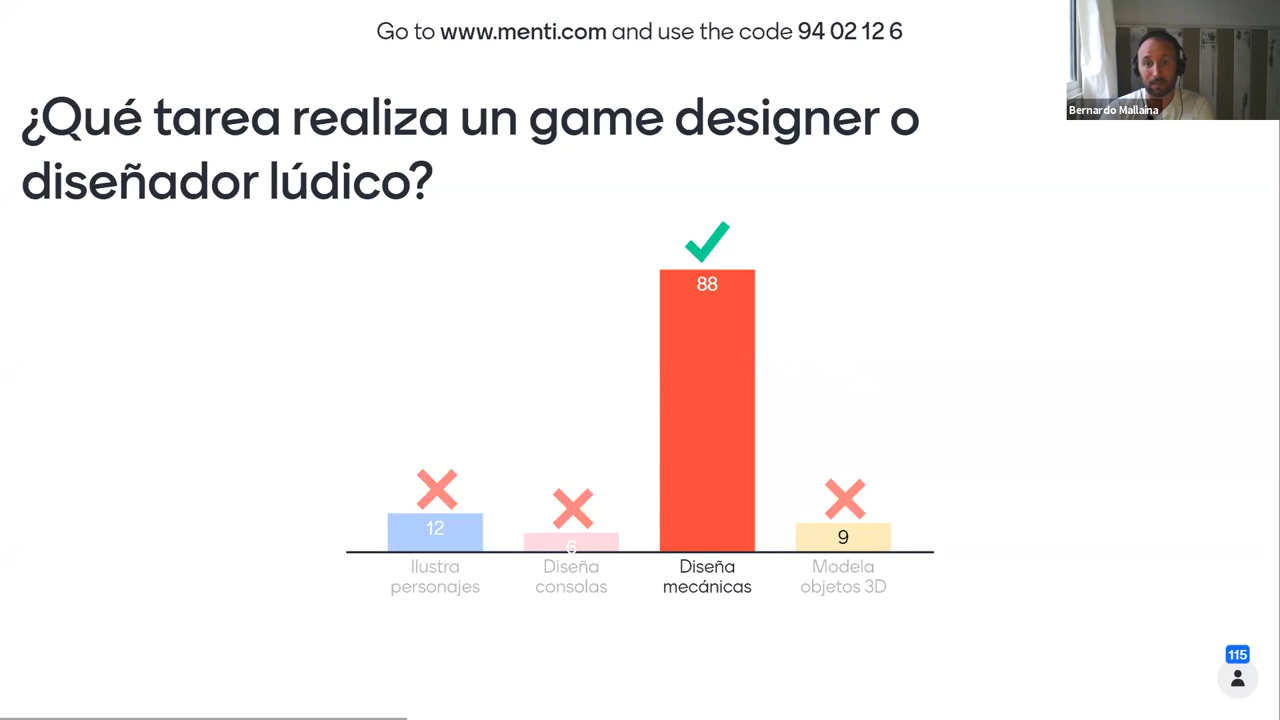 Go to www.menti.com and use the code 94 02 12 6
Bernardo Mallaina
¿Qué tarea realiza un game designer o
diseñador lúdico?
88
12
6
9
Ilustra
personajes
Diseña
consolas
Diseña
mecánicas
Modela
objetos 3D
115